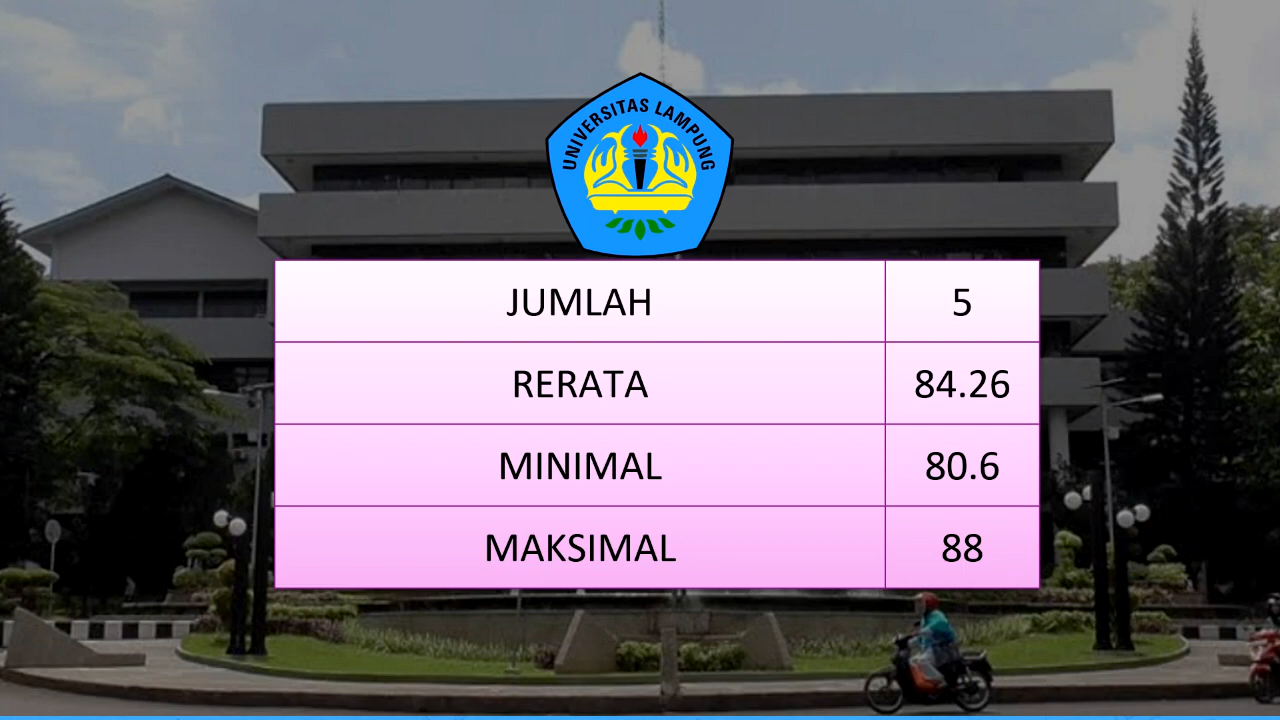 UNIVERSITAS LAMPUNG
JUMLAH 5
RERATA 84.26
MINIMAL 80.6
MAKSIMAL 88